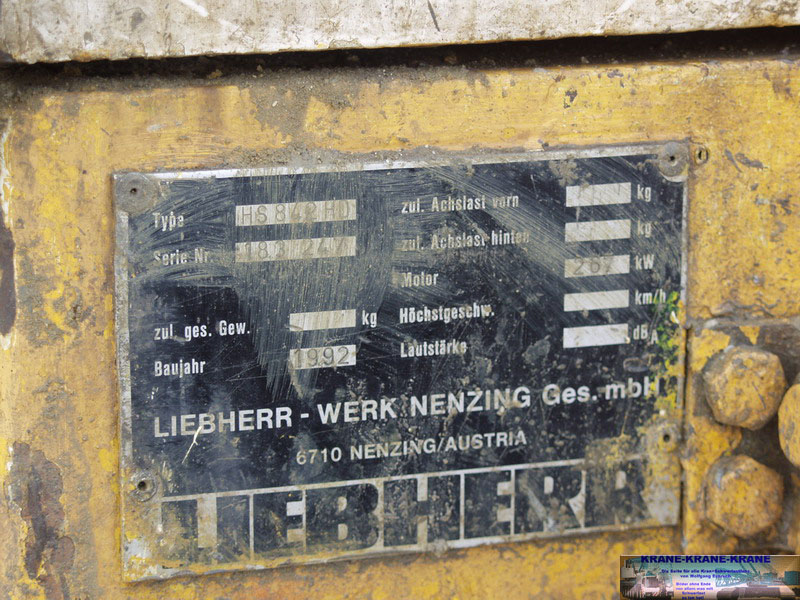 Type HS 842 HD
Serie Nr.
zul. ges. Gew. kg
Baujahr 1992
zul. Achslast vorn kg
zul. Achslast hinten kg
Motor 267 kW
Höchstgeschw. km/h
Lautstärke dB A
LIEBHERR - WERK NENZING Ges. mbH
6710 NENZING/AUSTRIA
LIEBHERR
KRANE-KRANE-KRANE